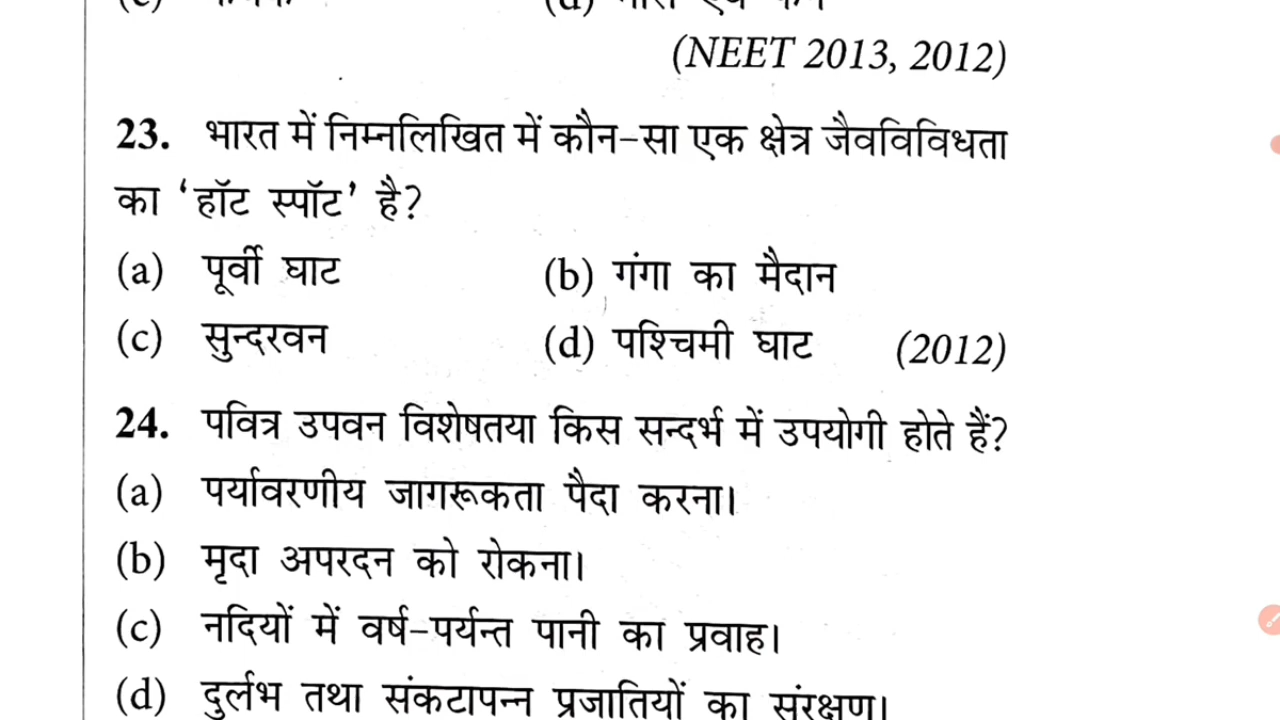 (NEET 2013, 2012)
23. भारत में निम्नलिखित में कौन-सा एक क्षेत्र जैवविविधता
का ‘हॉट स्पॉट’ है?
(a) पूर्वी घाट (b) गंगा का मैदान
(c) सुन्दरवन (d) पश्चिमी घाट (2012)
24. पवित्र उपवन विशेषतया किस सन्दर्भ में उपयोगी होते हैं?
(a) पर्यावरणीय जागरूकता पैदा करना।
(b) मृदा अपरदन को रोकना।
(c) नदियों में वर्ष-पर्यन्त पानी का प्रवाह।
(d) दुर्लभ तथा संकटापन्न प्रजातियों का संरक्षण।